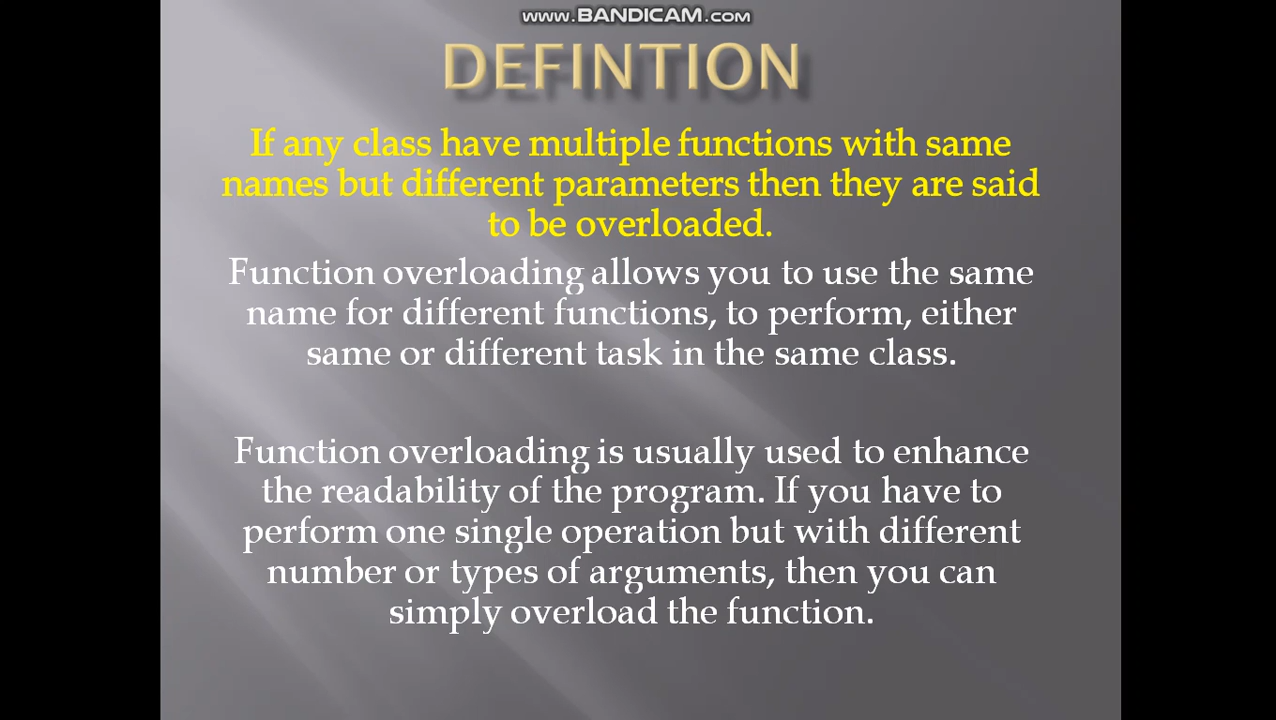 www.BANDICAM.com
DEFINTION
If any class have multiple functions with same
names but different parameters then they are said
to be overloaded.
Function overloading allows you to use the same
name for different functions, to perform, either
same or different task in the same class.
Function overloading is usually used to enhance
the readability of the program. If you have to
perform one single operation but with different
number or types of arguments, then you can
simply overload the function.